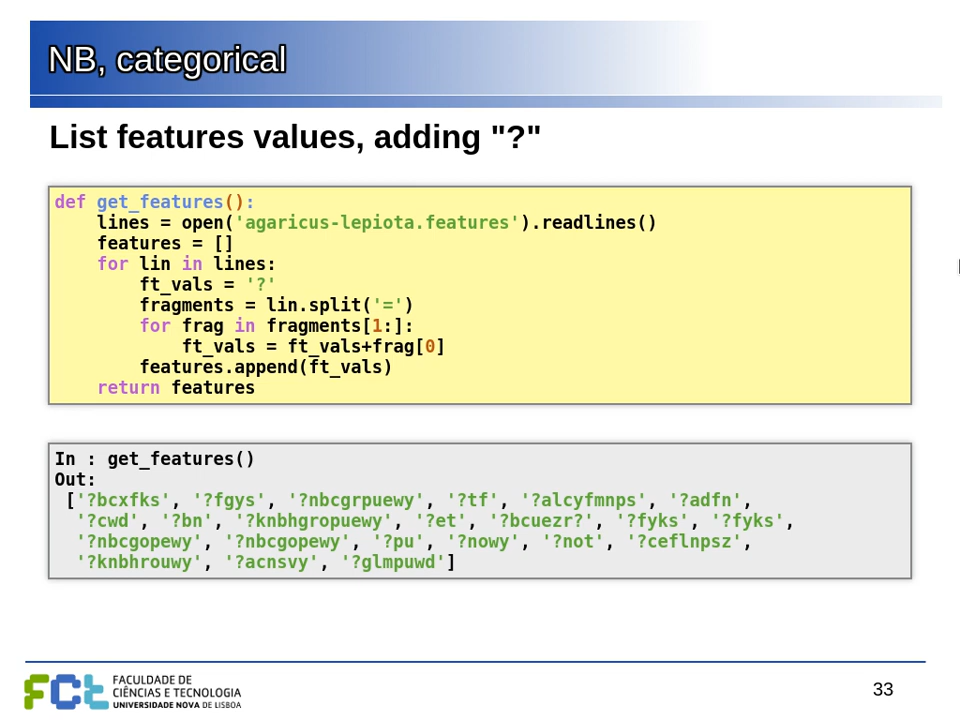 NB, categorical
List features values, adding "?"
def get_features():
    lines = open('agaricus-lepiota.features').readlines()
    features = []
    for lin in lines:
        ft_vals = '?'
        fragments = lin.split('=')
        for frag in fragments[1:]:
            ft_vals = ft_vals+frag[0]
        features.append(ft_vals)
    return features
In : get_features()
Out:
 ['?bcxfks', '?fgys', '?nbcgrpuewy', '?tf', '?alcyfmnps', '?adfn',
  '?cwd', '?bn', '?knbhgropuewy', '?et', '?bcuezr?', '?fyks', '?fyks',
  '?nbcgopewy', '?nbcgopewy', '?pu', '?nowy', '?not', '?ceflnpsz',
  '?knbhrouwy', '?acnsvy', '?glmpuwd']
FCt
FACULDADE DE
CIÊNCIAS E TECNOLOGIA
UNIVERSIDADE NOVA DE LISBOA
33